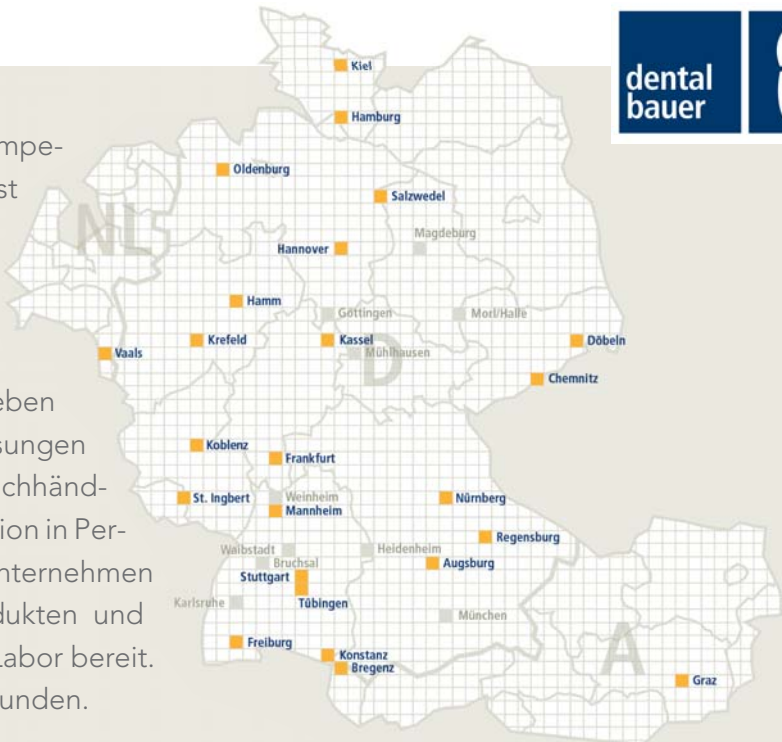 dental
bauer
mpe-
st
eben
sungen
chhänd-
ion in Per-
nternehmen
dukten und
Labor bereit.
unden.
Kiel
Hamburg
Oldenburg
Salzwedel
NL
Magdeburg
Hannover
Hamm
Göttingen
Morl/Halle
Krefeld
Kassel
Döbeln
Vaals
Mühlhausen
D
Chemnitz
Koblenz
Frankfurt
St. Ingbert
Weinheim
Nürnberg
Mannheim
Regensburg
Waibstadt
Heidenheim
Bruchsal
Augsburg
Stuttgart
Karlsruhe
Tübingen
München
Freiburg
Konstanz
A
Bregenz
Graz